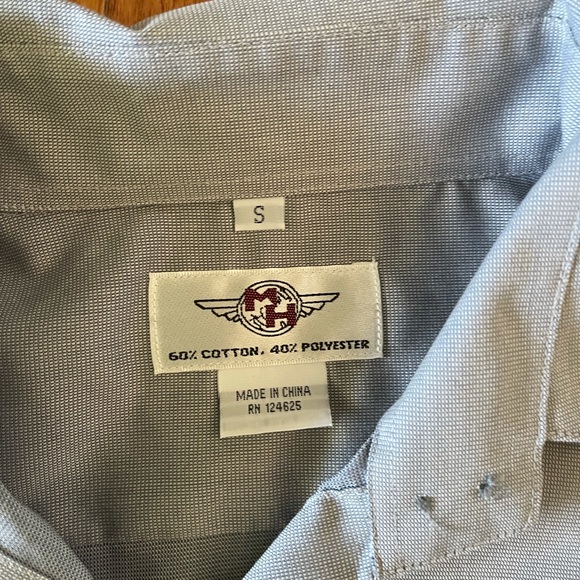 S
MH
60% COTTON, 40% POLYESTER
MADE IN CHINA
RN 124625